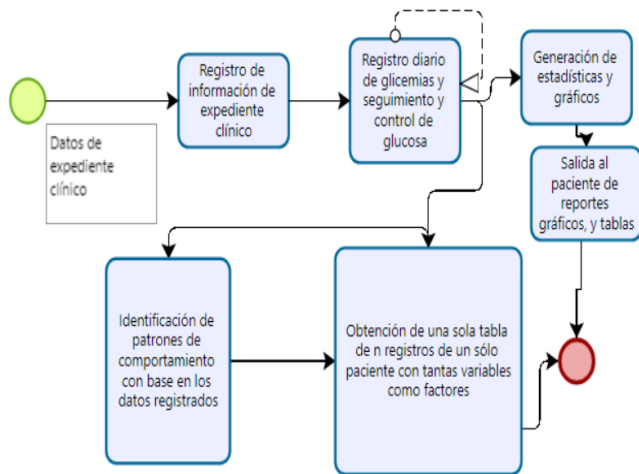 Registro de
información de
expediente
clínico
Registro diario
de glicemias y
seguimiento y
control de
glucosa
Generación de
estadísticas y
gráficos
Datos de
expediente
clínico
Salida al
paciente de
reportes
gráficos, y tablas
Identificación de
patrones de
comportamiento
con base en los
datos registrados
Obtención de una sola tabla
de n registros de un sólo
paciente con tantas variables
como factores